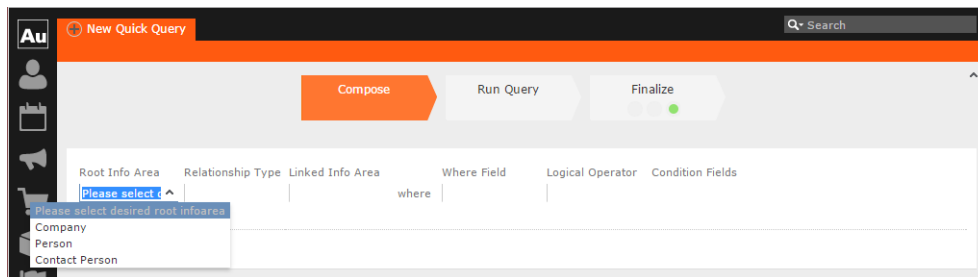 Au
New Quick Query
Search
Compose
Run Query
Finalize
Root Info Area
Relationship Type
Linked Info Area
Where Field
Logical Operator
Condition Fields
Please select d
where
Please select desired root infoarea
Company
Person
Contact Person